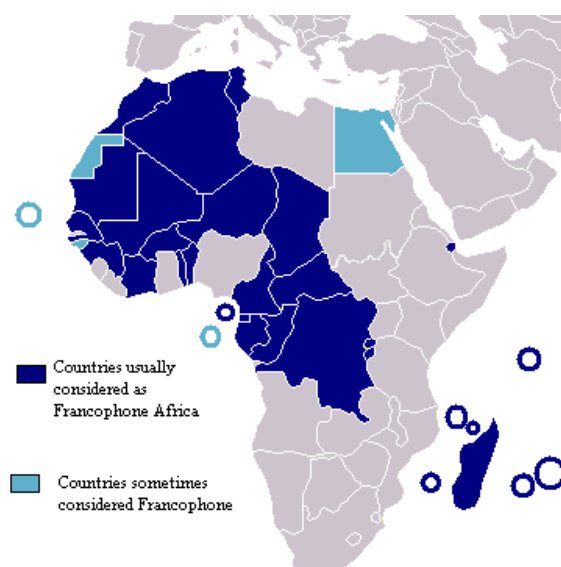 Countries usually
considered as
Francophone Africa
Countries sometimes
considered Francophone